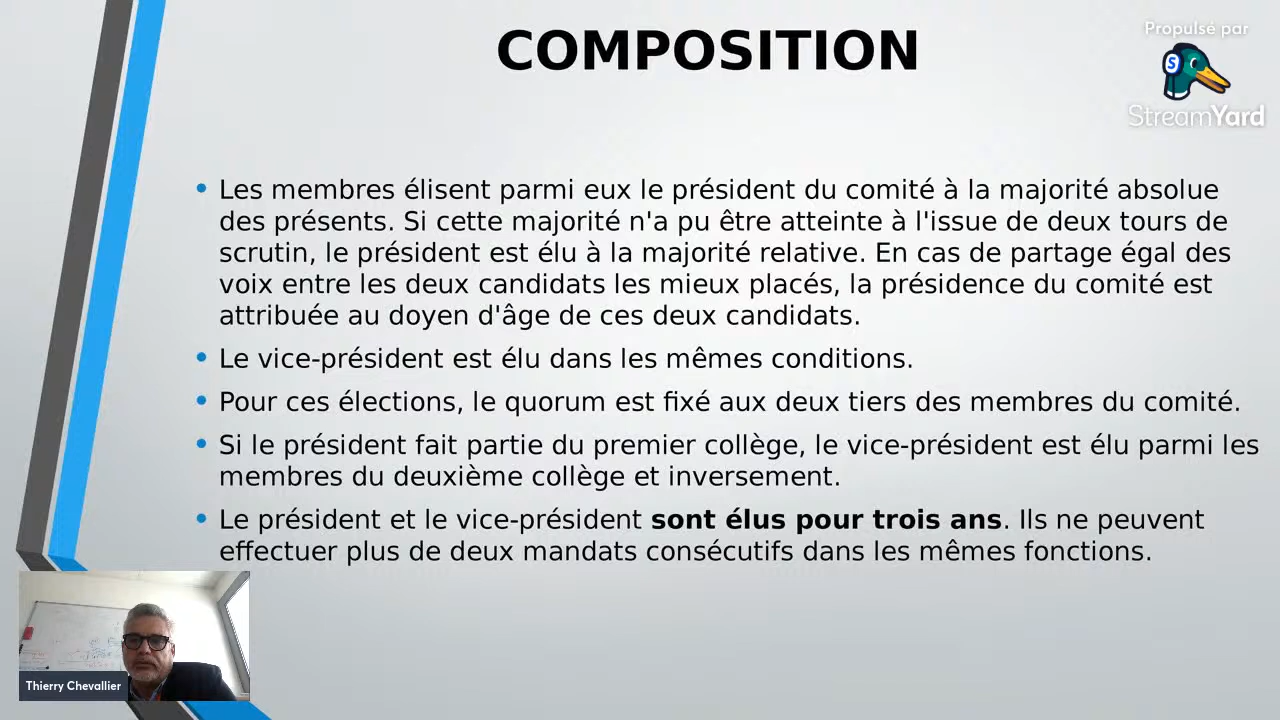 COMPOSITION
Propulsé par
S
StreamYard
• Les membres élisent parmi eux le président du comité à la majorité absolue
des présents. Si cette majorité n'a pu être atteinte à l'issue de deux tours de
scrutin, le président est élu à la majorité relative. En cas de partage égal des
voix entre les deux candidats les mieux placés, la présidence du comité est
attribuée au doyen d'âge de ces deux candidats.
• Le vice-président est élu dans les mêmes conditions.
• Pour ces élections, le quorum est fixé aux deux tiers des membres du comité.
• Si le président fait partie du premier collège, le vice-président est élu parmi les
membres du deuxième collège et inversement.
• Le président et le vice-président sont élus pour trois ans. Ils ne peuvent
effectuer plus de deux mandats consécutifs dans les mêmes fonctions.
Thierry Chevallier